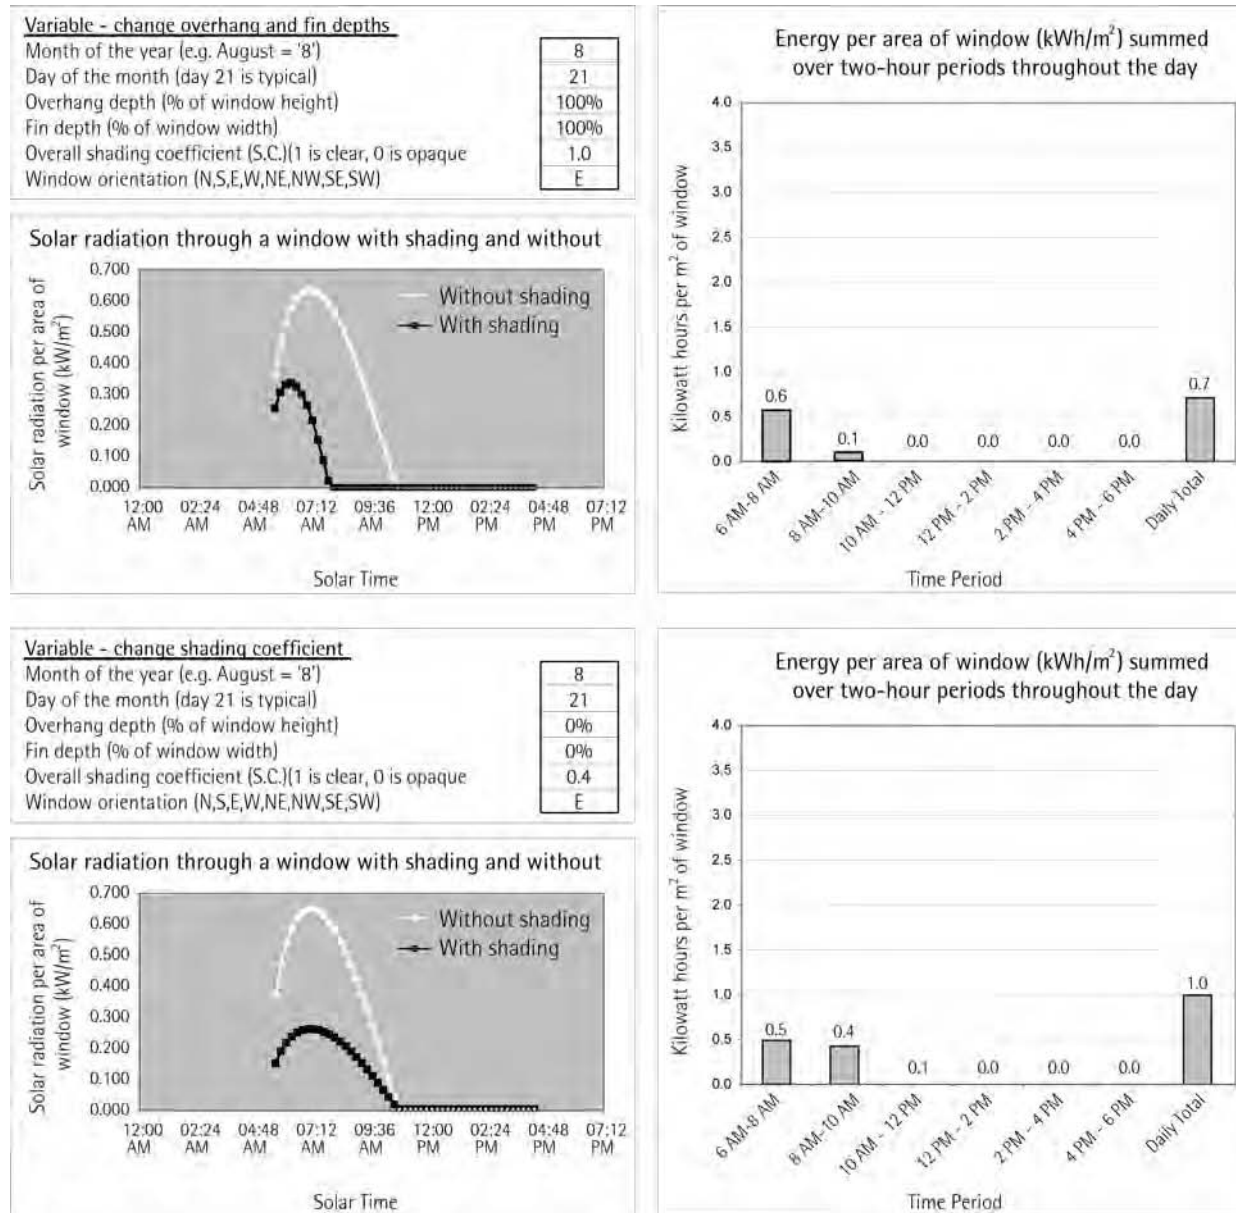 Variable - change overhang and fin depths
Month of the year (e.g. August = '8') 8
Day of the month (day 21 is typical) 21
Overhang depth (% of window height) 100%
Fin depth (% of window width) 100%
Overall shading coefficient (S.C.)(1 is clear, 0 is opaque 1.0
Window orientation (N,S,E,W,NE,NW,SE,SW) E
Solar radiation through a window with shading and without
Solar radiation per area of
window (kW/m²)
0.700
0.600
0.500
0.400
0.300
0.200
0.100
0.000
Without shading
With shading
12:00 02:24 04:48 07:12 09:36 12:00 02:24 04:48 07:12
AM AM AM AM AM PM PM PM PM
Solar Time
Energy per area of window (kWh/m²) summed
over two-hour periods throughout the day
Kilowatt hours per m² of window
4.0
3.5
3.0
2.5
2.0
1.5
1.0
0.5
0.0
0.6 0.1 0.0 0.0 0.0 0.0 0.7
6 AM-8 AM
8 AM-10 AM
10 AM - 12 PM
12 PM - 2 PM
2 PM - 4 PM
4 PM - 6 PM
Daily Total
Time Period
Variable - change shading coefficient
Month of the year (e.g. August = '8') 8
Day of the month (day 21 is typical) 21
Overhang depth (% of window height) 0%
Fin depth (% of window width) 0%
Overall shading coefficient (S.C.)(1 is clear, 0 is opaque 0.4
Window orientation (N,S,E,W,NE,NW,SE,SW) E
Solar radiation through a window with shading and without
Solar radiation per area of
window (kW/m²)
0.700
0.600
0.500
0.400
0.300
0.200
0.100
0.000
Without shading
With shading
12:00 02:24 04:48 07:12 09:36 12:00 02:24 04:48 07:12
AM AM AM AM AM PM PM PM PM
Solar Time
Energy per area of window (kWh/m²) summed
over two-hour periods throughout the day
Kilowatt hours per m² of window
4.0
3.5
3.0
2.5
2.0
1.5
1.0
0.5
0.0
0.5 0.4 0.1 0.0 0.0 0.0 1.0
6 AM-8 AM
8 AM-10 AM
10 AM - 12 PM
12 PM - 2 PM
2 PM - 4 PM
4 PM - 6 PM
Daily Total
Time Period